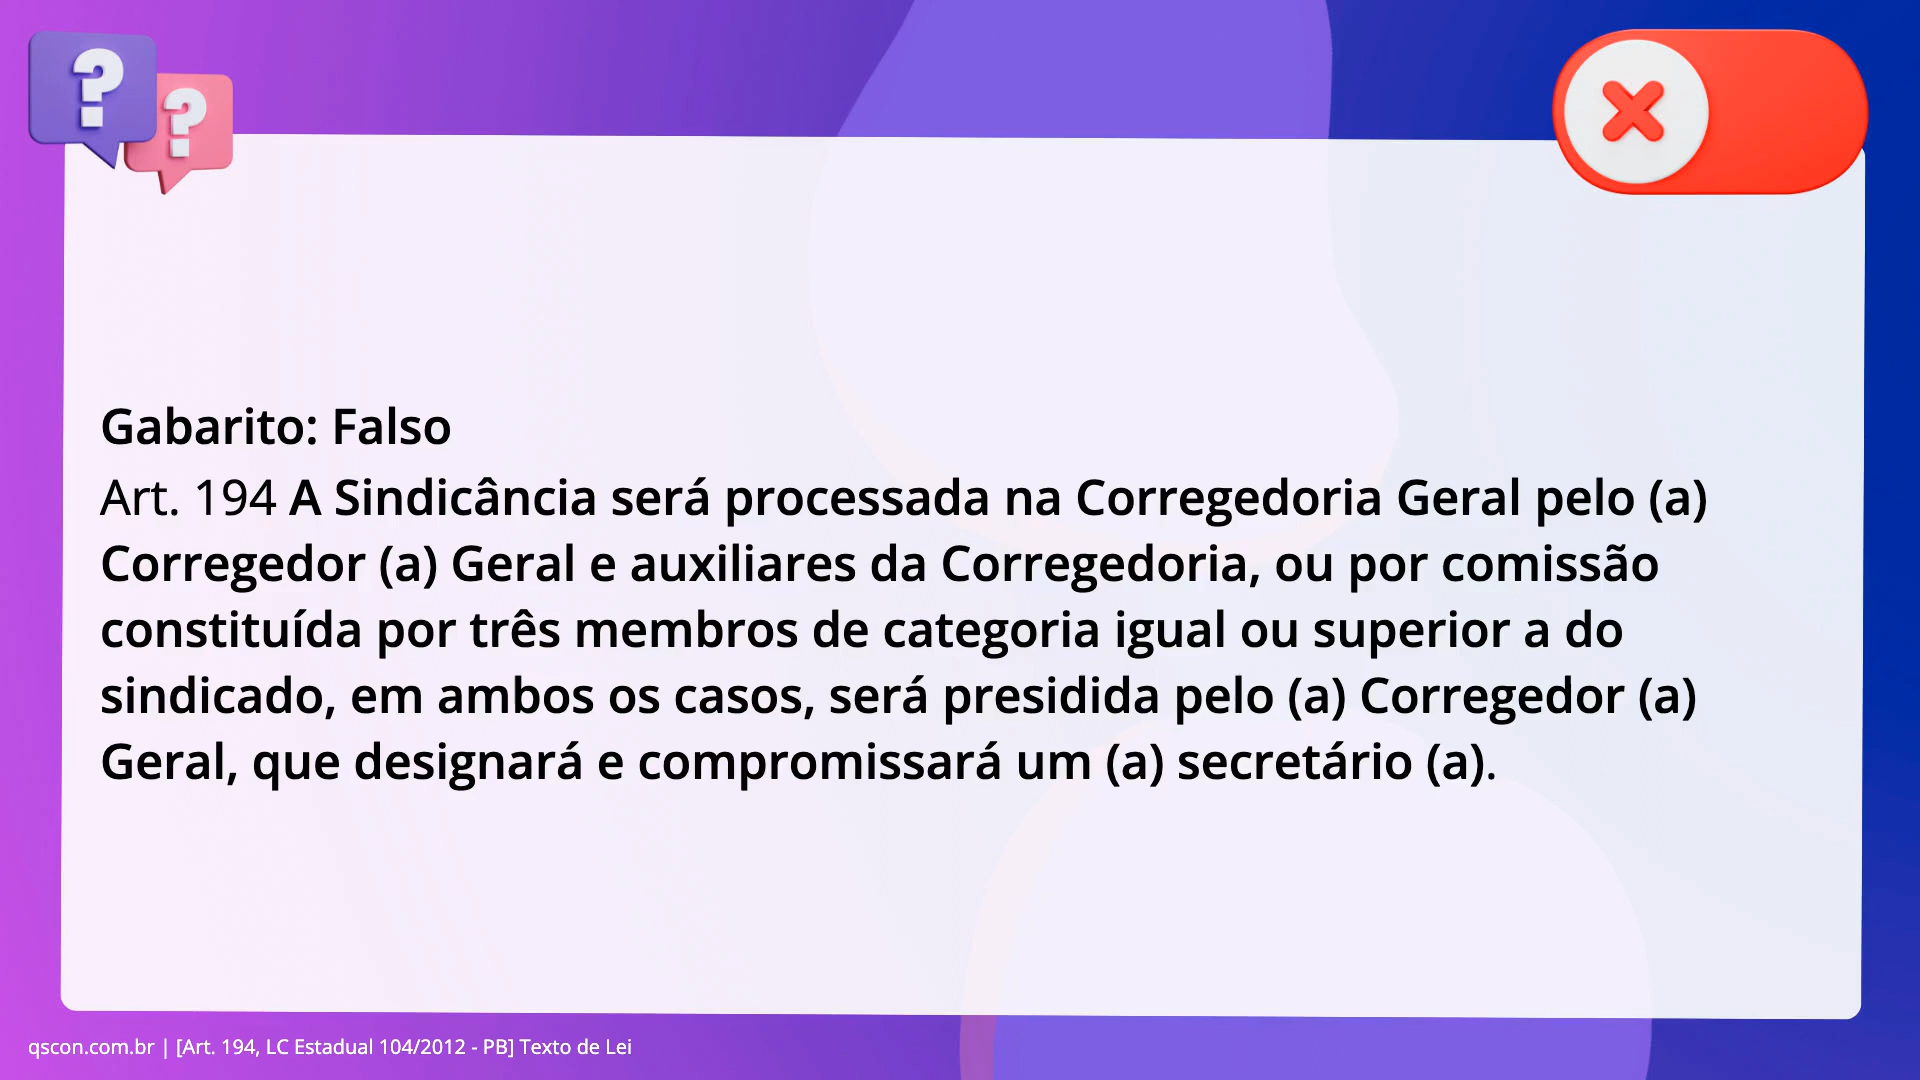 ?
?
Gabarito: Falso
Art. 194 A Sindicância será processada na Corregedoria Geral pelo (a)
Corregedor (a) Geral e auxiliares da Corregedoria, ou por comissão
constituída por três membros de categoria igual ou superior a do
sindicado, em ambos os casos, será presidida pelo (a) Corregedor (a)
Geral, que designará e compromissará um (a) secretário (a).
qscon.com.br | [Art. 194, LC Estadual 104/2012 - PB] Texto de Lei